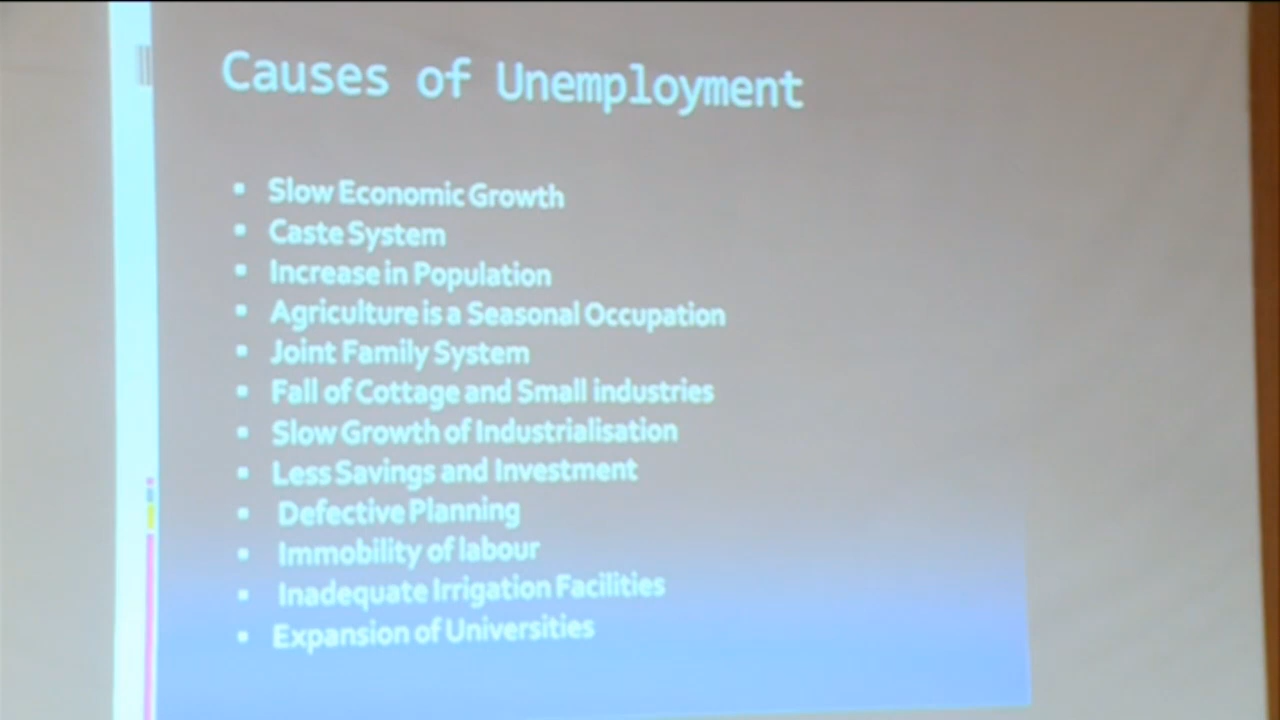 Causes of Unemployment
▪ Slow Economic Growth
▪ Caste System
▪ Increase in Population
▪ Agriculture is a Seasonal Occupation
▪ Joint Family System
▪ Fall of Cottage and Small industries
▪ Slow Growth of Industrialisation
▪ Less Savings and Investment
▪ Defective Planning
▪ Immobility of labour
▪ Inadequate Irrigation Facilities
▪ Expansion of Universities